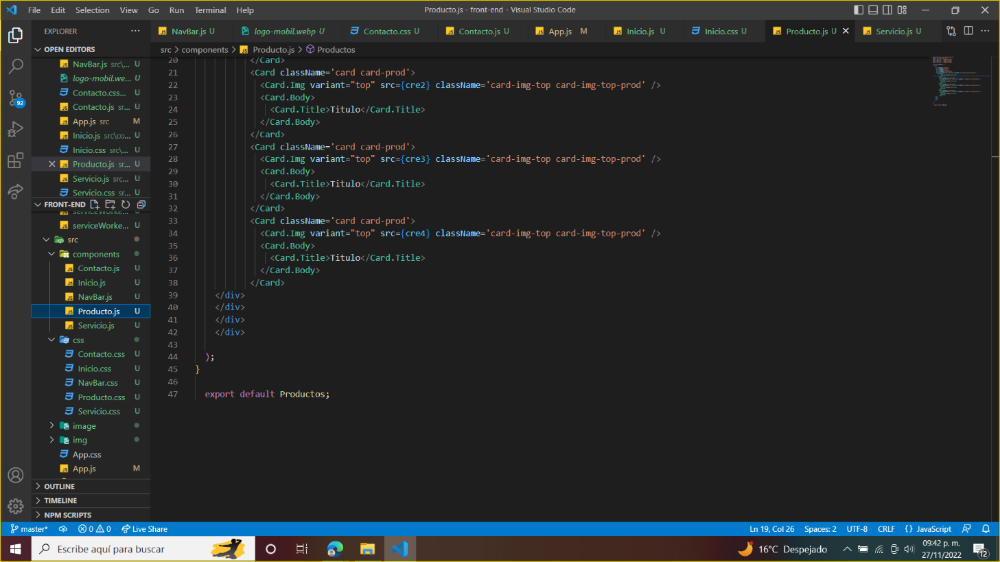 File Edit Selection View Go Run Terminal Help
Producto.js - front-end - Visual Studio Code
EXPLORER
NavBar.js U logo-mobil.webp U Contacto.css U Contacto.js U App.js M Inicio.js U Inicio.css U Producto.js U Servicio.js U
src > components > Producto.js > Productos
OPEN EDITORS
NavBar.js src\... U
logo-mobil.we... U
Contacto.css... U
Contacto.js sr... U
App.js src M
Inicio.js src\co... U
Inicio.css src\... U
Producto.js sr... U
Servicio.js src... U
Servicio.css sr... U
92
FRONT-END
serviceWorke... U
serviceWorke... U
src
components
Contacto.js U
Inicio.js U
NavBar.js U
Producto.js U
Servicio.js U
css
Contacto.css U
Inicio.css U
NavBar.css U
Producto.css U
Servicio.css U
image
img
App.css
App.js M
OUTLINE
TIMELINE
NPM SCRIPTS
20 </Card>
21 <Card className='card card-prod'>
22 <Card.Img variant="top" src={cre2} className='card-img-top card-img-top-prod' />
23 <Card.Body>
24 <Card.Title>Titulo</Card.Title>
25 </Card.Body>
26 </Card>
27 <Card className='card card-prod'>
28 <Card.Img variant="top" src={cre3} className='card-img-top card-img-top-prod' />
29 <Card.Body>
30 <Card.Title>Titulo</Card.Title>
31 </Card.Body>
32 </Card>
33 <Card className='card card-prod'>
34 <Card.Img variant="top" src={cre4} className='card-img-top card-img-top-prod' />
35 <Card.Body>
36 <Card.Title>Titulo</Card.Title>
37 </Card.Body>
38 </Card>
39 </div>
40 </div>
41 </div>
42 </div>
43
44 );
45 }
46
47 export default Productos;
master* 0 0 Live Share
Ln 19, Col 26 Spaces: 2 UTF-8 CRLF {} JavaScript
Escribe aquí para buscar
16°C Despejado
09:42 p. m.
27/11/2022
12